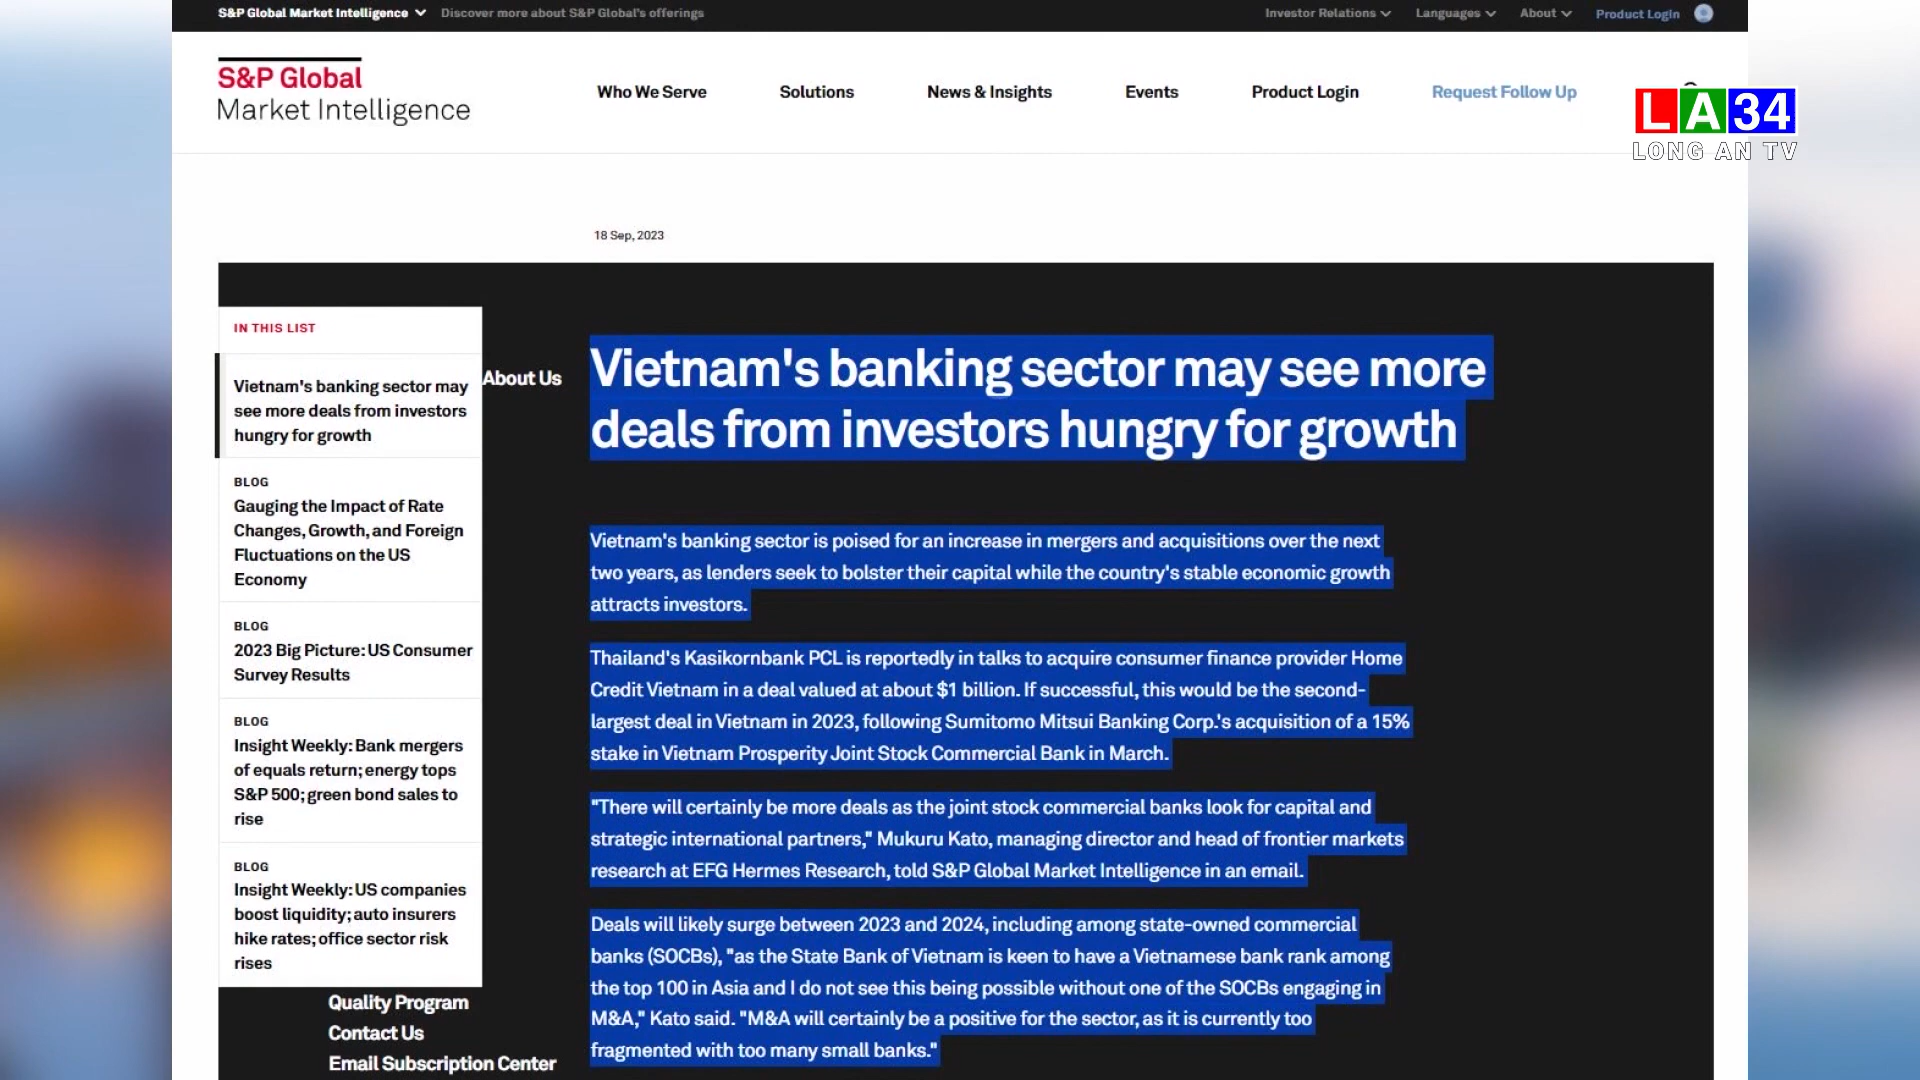 S&P Global Market Intelligence
Discover more about S&P Global's offerings
Investor Relations
Languages
About
Product Login
S&P Global
Market Intelligence
Who We Serve
Solutions
News & Insights
Events
Product Login
Request Follow Up
LA34
LONG AN TV
18 Sep, 2023
IN THIS LIST
Vietnam's banking sector may
see more deals from investors
hungry for growth
BLOG
Gauging the Impact of Rate
Changes, Growth, and Foreign
Fluctuations on the US
Economy
BLOG
2023 Big Picture: US Consumer
Survey Results
BLOG
Insight Weekly: Bank mergers
of equals return; energy tops
S&P 500; green bond sales to
rise
BLOG
Insight Weekly: US companies
boost liquidity; auto insurers
hike rates; office sector risk
rises
About Us
Quality Program
Contact Us
Email Subscription Center
Vietnam's banking sector may see more
deals from investors hungry for growth
Vietnam's banking sector is poised for an increase in mergers and acquisitions over the next
two years, as lenders seek to bolster their capital while the country's stable economic growth
attracts investors.
Thailand's Kasikornbank PCL is reportedly in talks to acquire consumer finance provider Home
Credit Vietnam in a deal valued at about $1 billion. If successful, this would be the second-
largest deal in Vietnam in 2023, following Sumitomo Mitsui Banking Corp.'s acquisition of a 15%
stake in Vietnam Prosperity Joint Stock Commercial Bank in March.
"There will certainly be more deals as the joint stock commercial banks look for capital and
strategic international partners," Mukuru Kato, managing director and head of frontier markets
research at EFG Hermes Research, told S&P Global Market Intelligence in an email.
Deals will likely surge between 2023 and 2024, including among state-owned commercial
banks (SOCBs), "as the State Bank of Vietnam is keen to have a Vietnamese bank rank among
the top 100 in Asia and I do not see this being possible without one of the SOCBs engaging in
M&A," Kato said. "M&A will certainly be a positive for the sector, as it is currently too
fragmented with too many small banks."